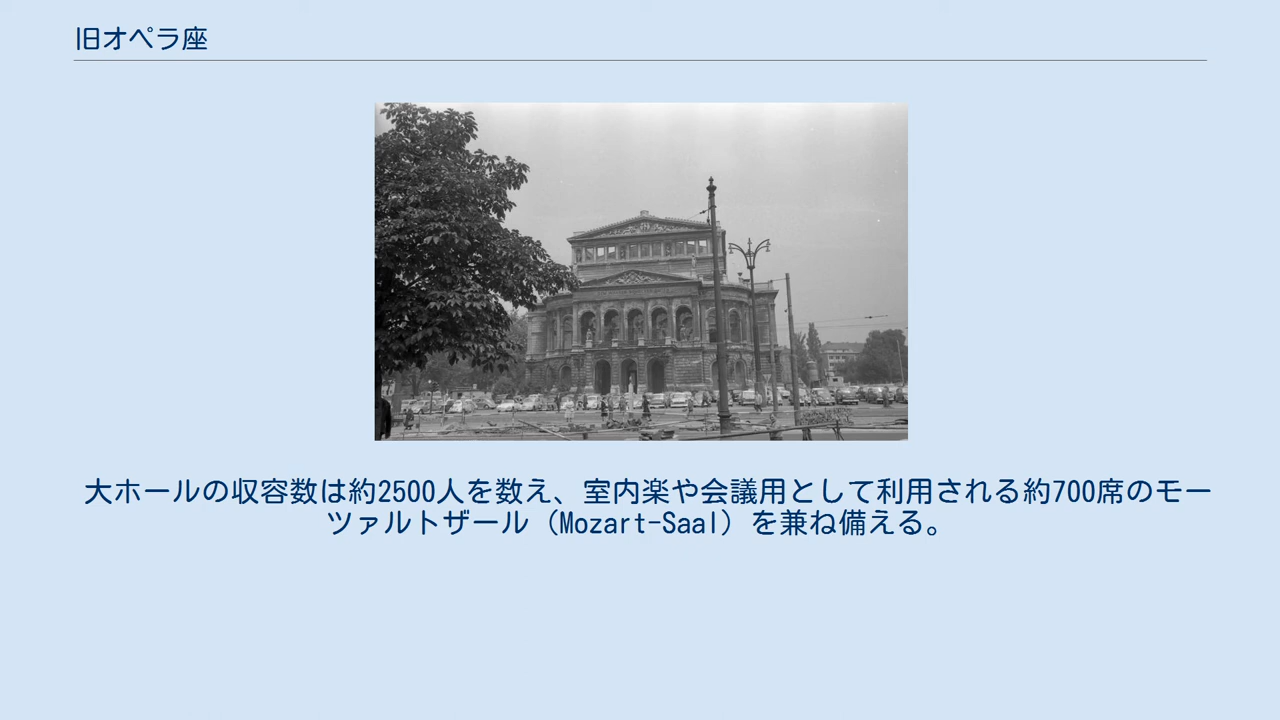 旧オペラ座
大ホールの収容数は約2500人を数え、室内楽や会議用として利用される約700席のモー
ツァルトザール（Mozart-Saal）を兼ね備える。